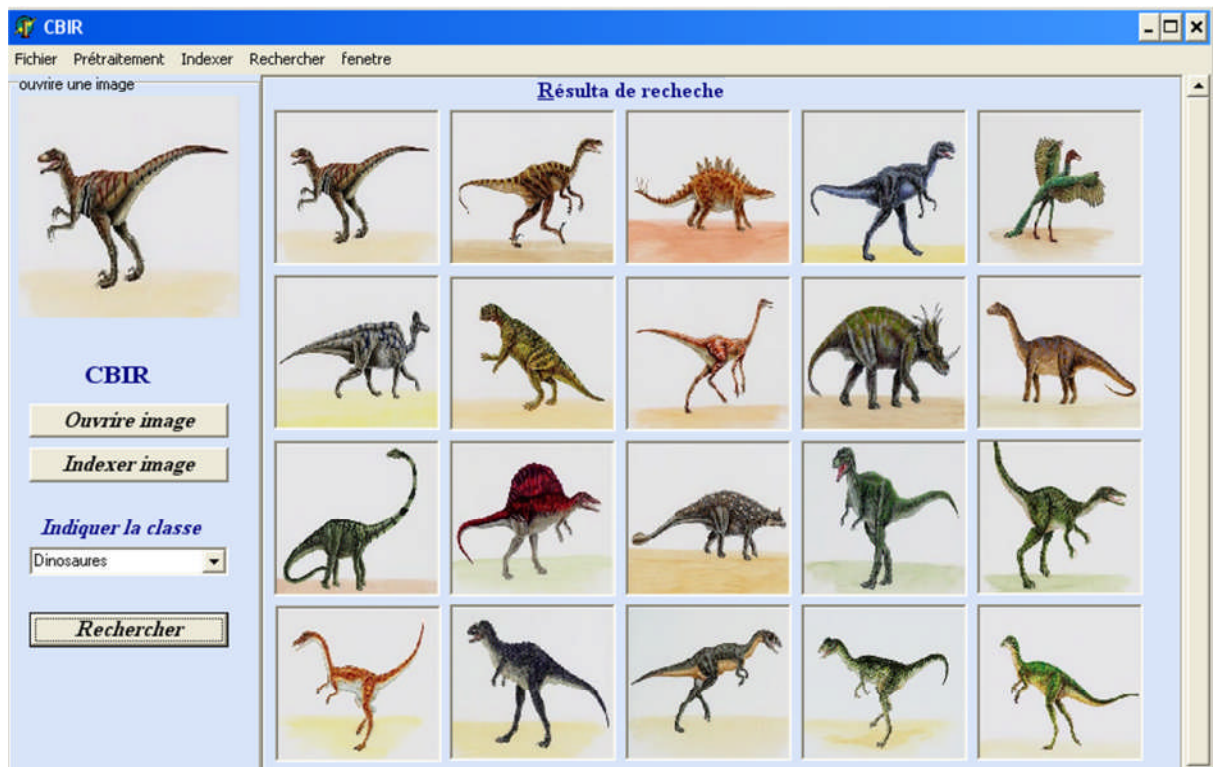 CBIR
Fichier Prétraitement Indexer Rechercher fenetre
ouvrire une image
Résulta de recheche
CBIR
Ouvrire image
Indexer image
Indiquer la classe
Dinosaures
Rechercher